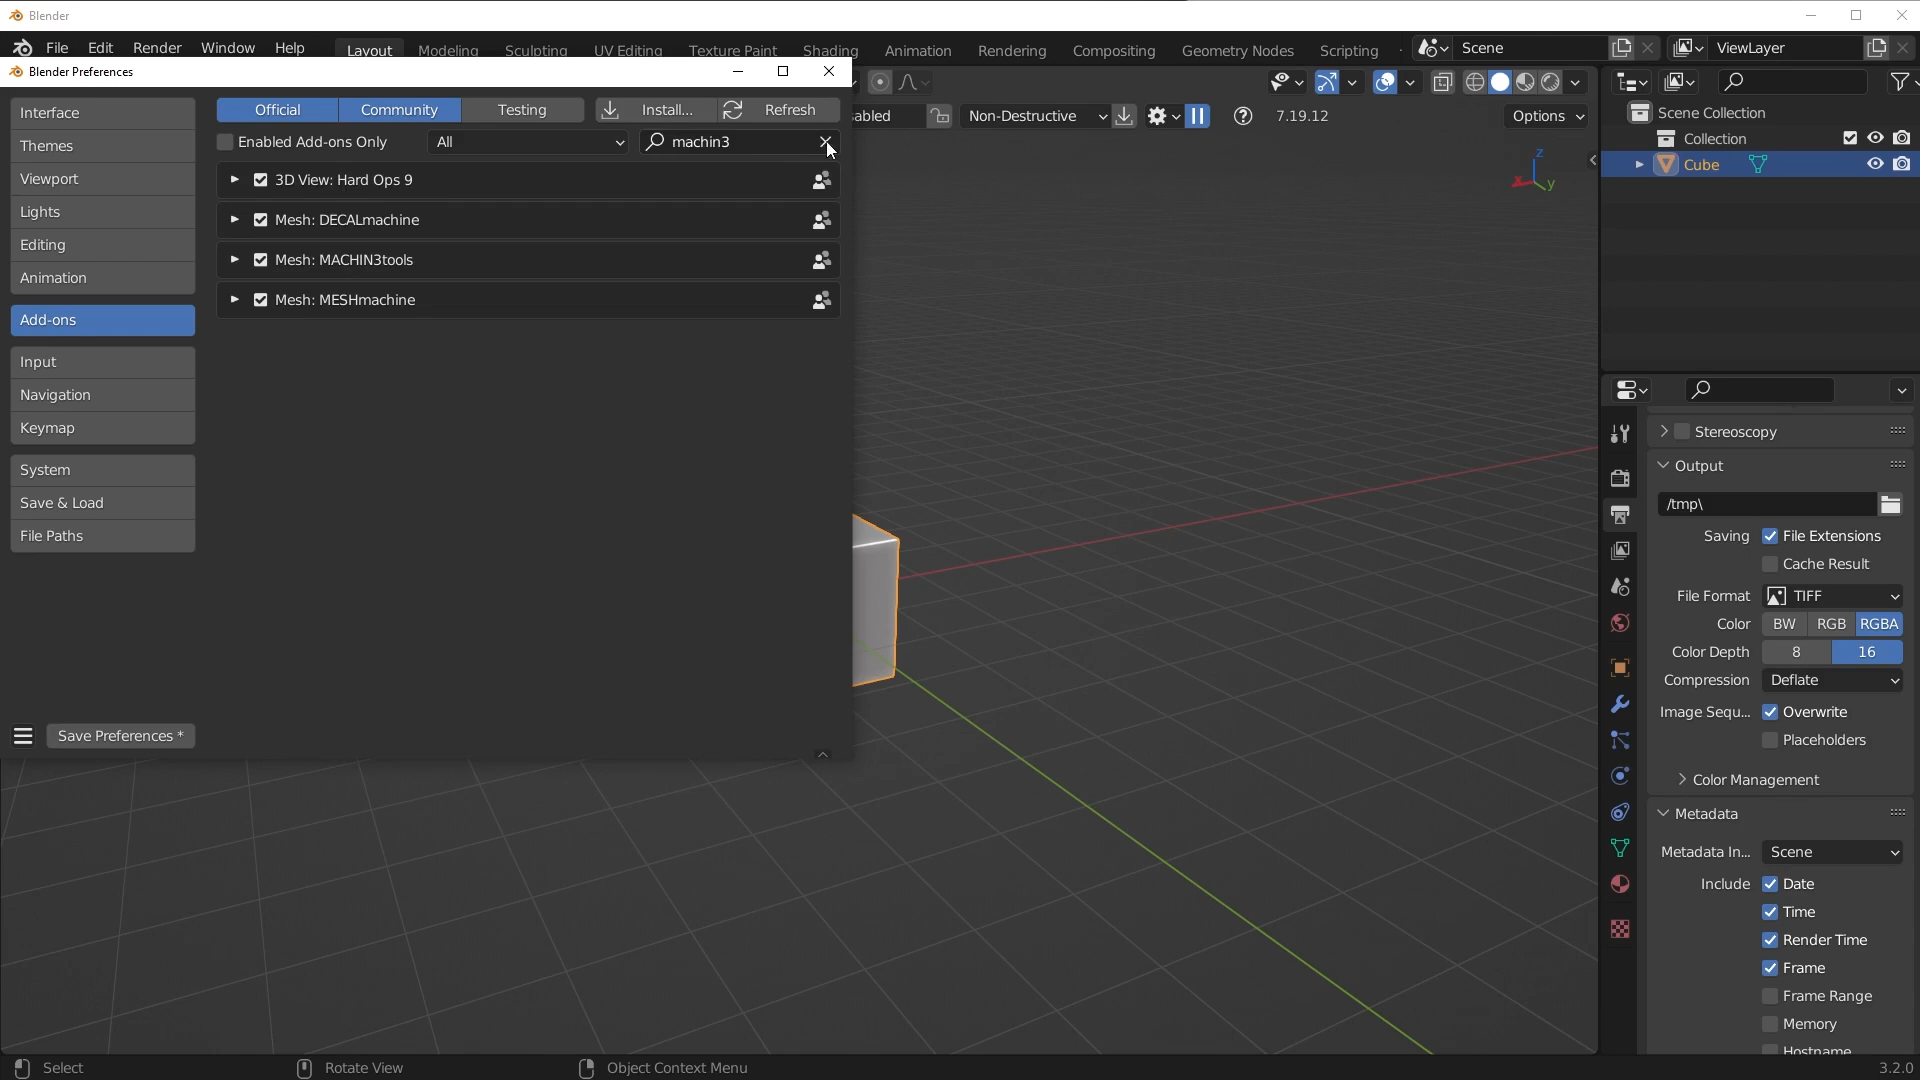 Blender
File Edit Render Window Help Layout Modeling Sculpting UV Editing Texture Paint Shading Animation Rendering Compositing Geometry Nodes Scripting Scene ViewLayer
Blender Preferences
Official Community Testing Install... Refresh
Enabled Add-ons Only All machin3
3D View: Hard Ops 9
Mesh: DECALmachine
Mesh: MACHIN3tools
Mesh: MESHmachine
Interface
Themes
Viewport
Lights
Editing
Animation
Add-ons
Input
Navigation
Keymap
System
Save & Load
File Paths
Save Preferences *
abled Non-Destructive 7.19.12 Options
Z
X
y
Scene Collection
Collection
Cube
Stereoscopy
Output
/tmp\
Saving File Extensions
Cache Result
File Format TIFF
Color BW RGB RGBA
Color Depth 8 16
Compression Deflate
Image Sequ... Overwrite
Placeholders
Color Management
Metadata
Metadata In... Scene
Include Date
Time
Render Time
Frame
Frame Range
Memory
Hostname
Select Rotate View Object Context Menu 3.2.0